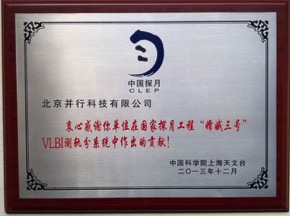 中国探月
CLEP
北京并行科技有限公司
衷心感谢你单位在国家探月工程“嫦娥三号”
VLBI测轨分系统中作出的贡献！
中国科学院上海天文台
二〇一三年十二月